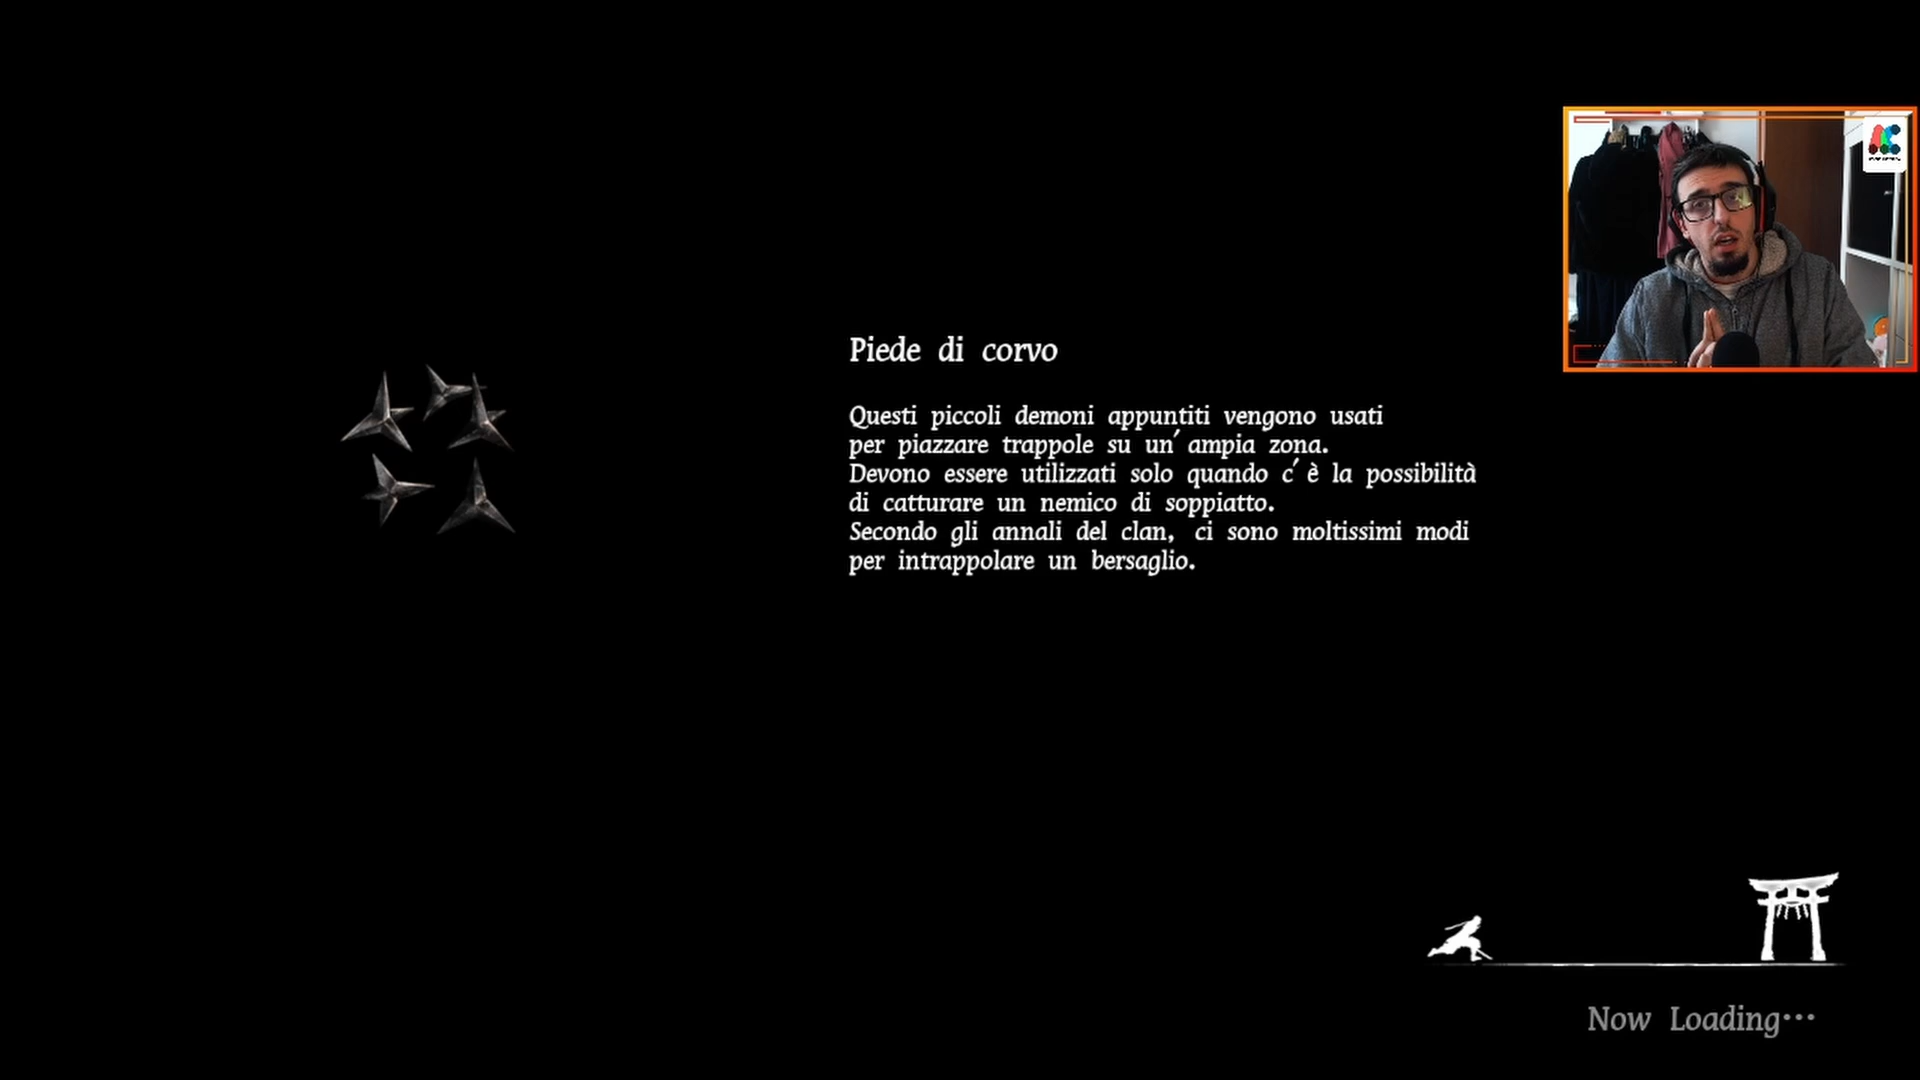 Piede di corvo
Questi piccoli demoni appuntiti vengono usati
per piazzare trappole su un' ampia zona.
Devono essere utilizzati solo quando c' è la possibilità
di catturare un nemico di soppiatto.
Secondo gli annali del clan, ci sono moltissimi modi
per intrappolare un bersaglio.
Now Loading···